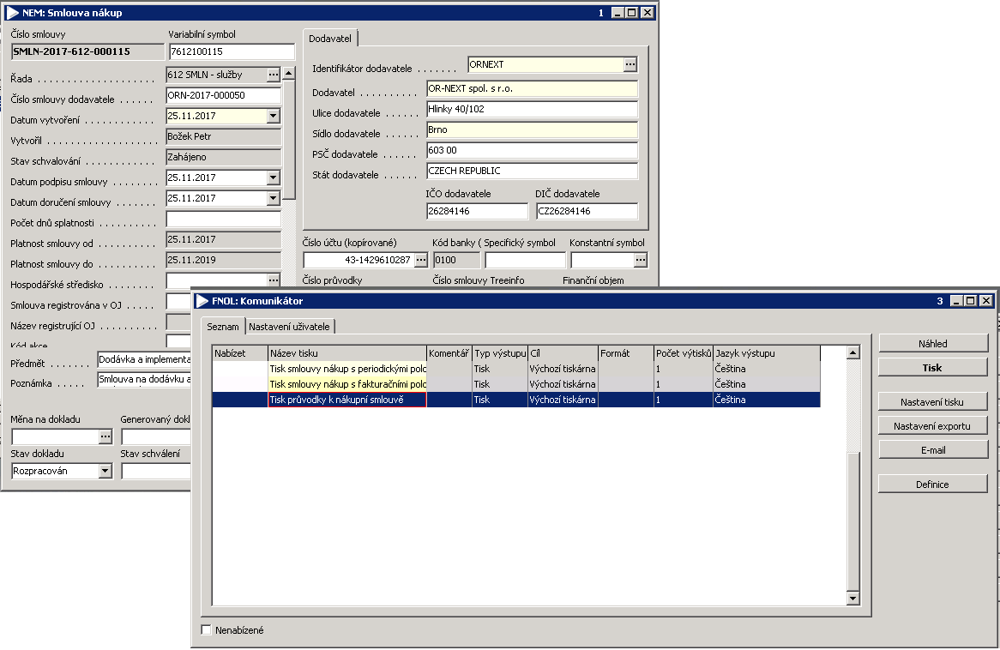 NEM: Smlouva nákup 1
Číslo smlouvy Variabilní symbol
SMLN-2017-612-000115 7612100115
Řada 612 SMLN - služby
Číslo smlouvy dodavatele ORN-2017-000050
Datum vytvoření 25.11.2017
Vytvořil Božek Petr
Stav schvalování Zahájeno
Datum podpisu smlouvy 25.11.2017
Datum doručení smlouvy 25.11.2017
Počet dnů splatnosti
Platnost smlouvy od 25.11.2017
Platnost smlouvy do 25.11.2019
Hospodářské středisko
Smlouva registrována v OJ
Název registrující OJ
Kód akce
Předmět Dodávka a implementa
Poznámka Smlouva na dodávku a
Měna na dokladu Generovaný dokl
Stav dokladu Stav schválení
Rozpracován
Dodavatel
Identifikátor dodavatele ORNEXT
Dodavatel OR-NEXT spol. s r.o.
Ulice dodavatele Hlinky 40/102
Sídlo dodavatele Brno
PSČ dodavatele 603 00
Stát dodavatele CZECH REPUBLIC
IČO dodavatele DIČ dodavatele
26284146 CZ26284146
Číslo účtu (kopírované) Kód banky ( Specifický symbol Konstantní symbol
43-1429610287 0100
Číslo průvodky Číslo smlouvy Treeinfo Finanční objem
FNOL: Komunikátor 3
Seznam Nastavení uživatele
Nabízet Název tisku Komentář Typ výstupu Cíl Formát Počet výtisků Jazyk výstupu
Tisk smlouvy nákup s periodickými polo Tisk Výchozí tiskárna 1 Čeština
Tisk smlouvy nákup s fakturačními polo Tisk Výchozí tiskárna 1 Čeština
Tisk průvodky k nákupní smlouvě Tisk Výchozí tiskárna 1 Čeština
Náhled
Tisk
Nastavení tisku
Nastavení exportu
E-mail
Definice
Nenabízené